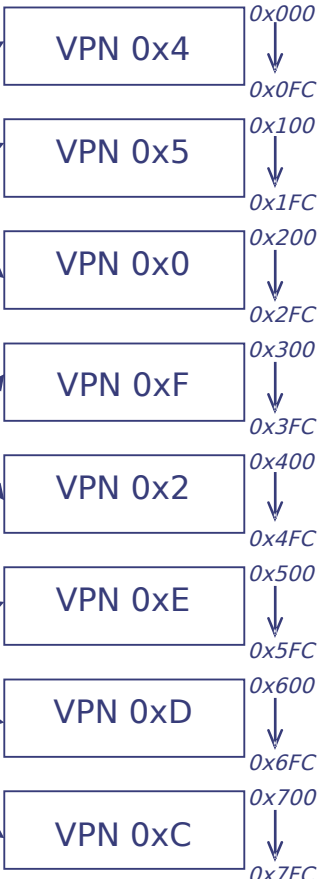 0x000
VPN 0x4
0x0FC
0x100
VPN 0x5
0x1FC
0x200
VPN 0x0
0x2FC
0x300
VPN 0xF
0x3FC
0x400
VPN 0x2
0x4FC
0x500
VPN 0xE
0x5FC
0x600
VPN 0xD
0x6FC
0x700
VPN 0xC
0x7FC